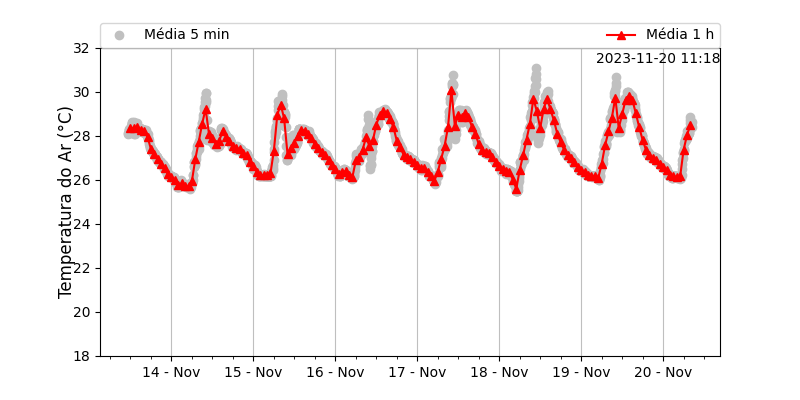 Média 5 min
Média 1 h
2023-11-20 11:18
Temperatura do Ar (°C)
32
30
28
26
24
22
20
18
14 - Nov
15 - Nov
16 - Nov
17 - Nov
18 - Nov
19 - Nov
20 - Nov